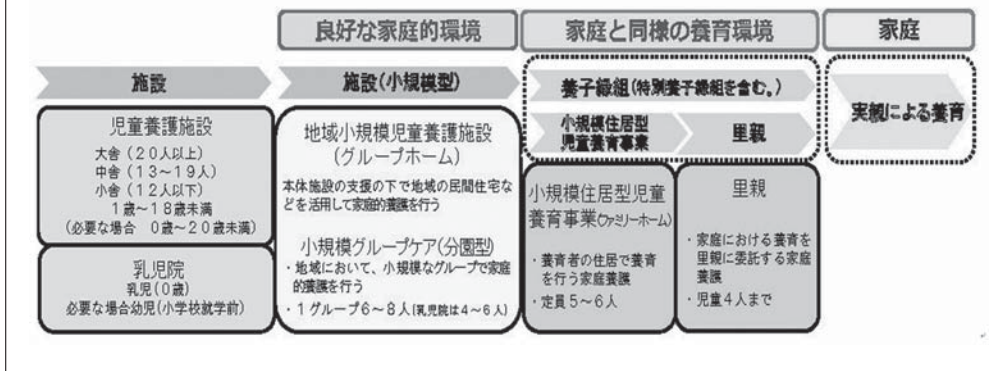 良好な家庭的環境
家庭と同様の養育環境
家庭
施設
施設(小規模型)
養子縁組(特別養子縁組を含む。)
小規模住居型
児童養育事業
里親
実親による養育
児童養護施設
大舎(20人以上)
中舎(13~19人)
小舎(12人以下)
1歳~18歳未満
(必要な場合 0歳~20歳未満)
乳児院
乳児(0歳)
必要な場合幼児(小学校就学前)
地域小規模児童養護施設
(グループホーム)
本体施設の支援の下で地域の民間住宅な
どを活用して家庭的養護を行う
小規模グループケア(分園型)
・地域において、小規模なグループで家庭
的養護を行う
・1グループ6~8人(乳児院は4~6人)
小規模住居型児童
養育事業(ファミリーホーム)
・養育者の住居で養育
を行う家庭養護
・定員5~6人
里親
・家庭における養育を
里親に委託する家庭
養護
・児童4人まで